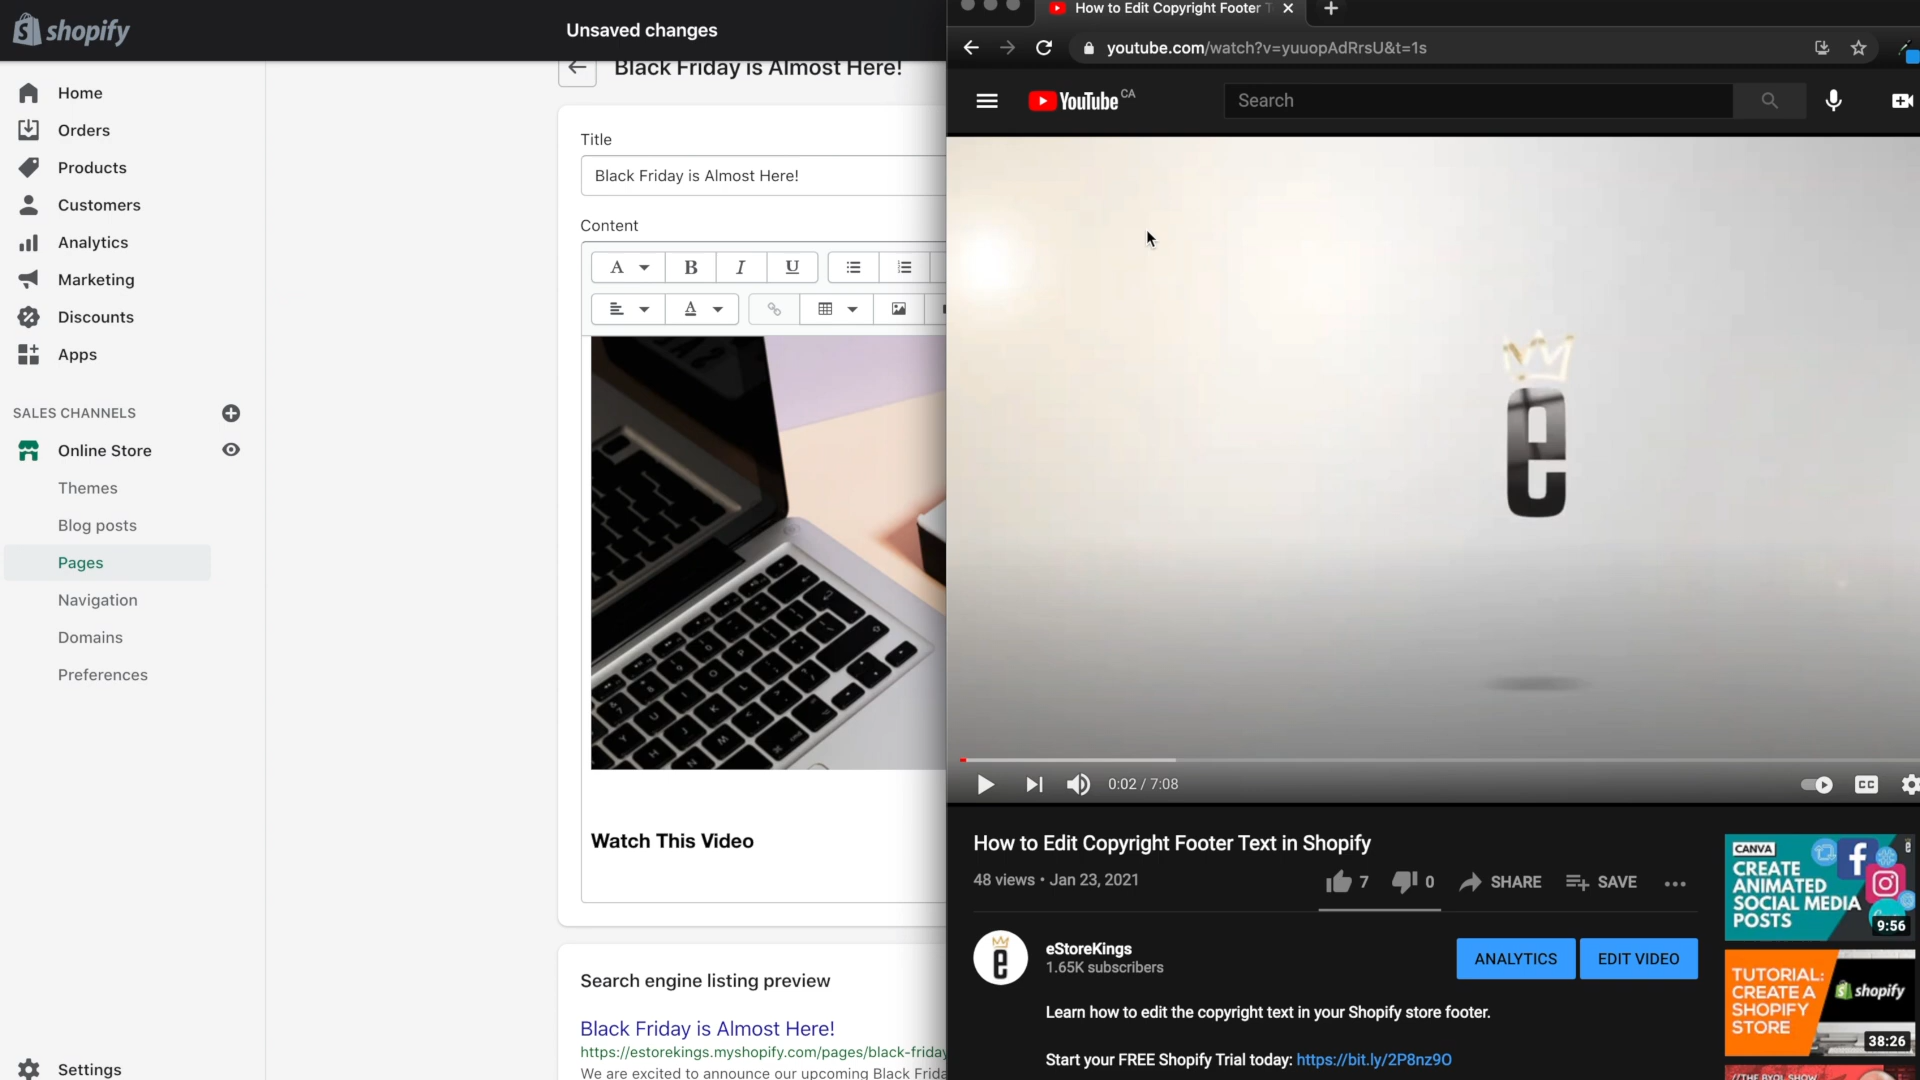 shopify
Unsaved changes
Home
Orders
Products
Customers
Analytics
Marketing
Discounts
Apps
SALES CHANNELS
Online Store
Themes
Blog posts
Pages
Navigation
Domains
Preferences
Settings
Black Friday is Almost Here!
Title
Black Friday is Almost Here!
Content
A
B I U
A
Watch This Video
Search engine listing preview
Black Friday is Almost Here!
https://estorekings.myshopify.com/pages/black-friday
We are excited to announce our upcoming Black Frida
How to Edit Copyright Footer T
youtube.com/watch?v=yuuopAdRrsU&t=1s
YouTube CA
Search
e
0:02 / 7:08
CC
How to Edit Copyright Footer Text in Shopify
48 views • Jan 23, 2021
7 0 SHARE SAVE
eStoreKings
1.65K subscribers
ANALYTICS EDIT VIDEO
Learn how to edit the copyright text in your Shopify store footer.
Start your FREE Shopify Trial today: https://bit.ly/2P8nz9O
CANVA
CREATE
ANIMATED
SOCIAL MEDIA
POSTS
9:56
TUTORIAL:
CREATE A
SHOPIFY
STORE
shopify
38:26
//THE BYOL SHOW